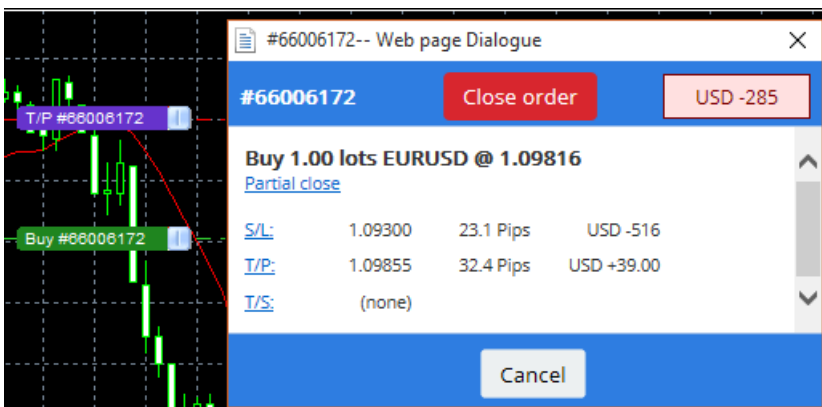 #66006172-- Web page Dialogue
#66006172 Close order USD -285
T/P #66006172
Buy 1.00 lots EURUSD @ 1.09816
Partial close
Buy #66006172
S/L: 1.09300 23.1 Pips USD -516
T/P: 1.09855 32.4 Pips USD +39.00
T/S: (none)
Cancel